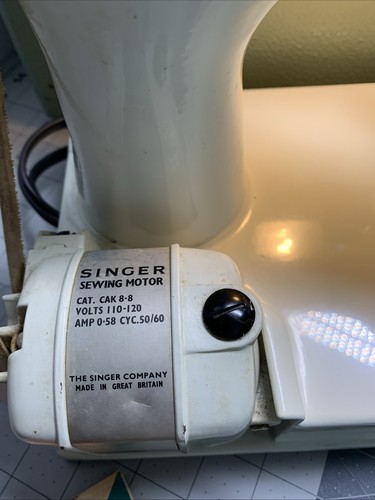 SINGER
SEWING MOTOR
CAT. CAK 8-8
VOLTS 110-120
AMP 0·58 CYC.50/60
THE SINGER COMPANY
MADE IN GREAT BRITAIN